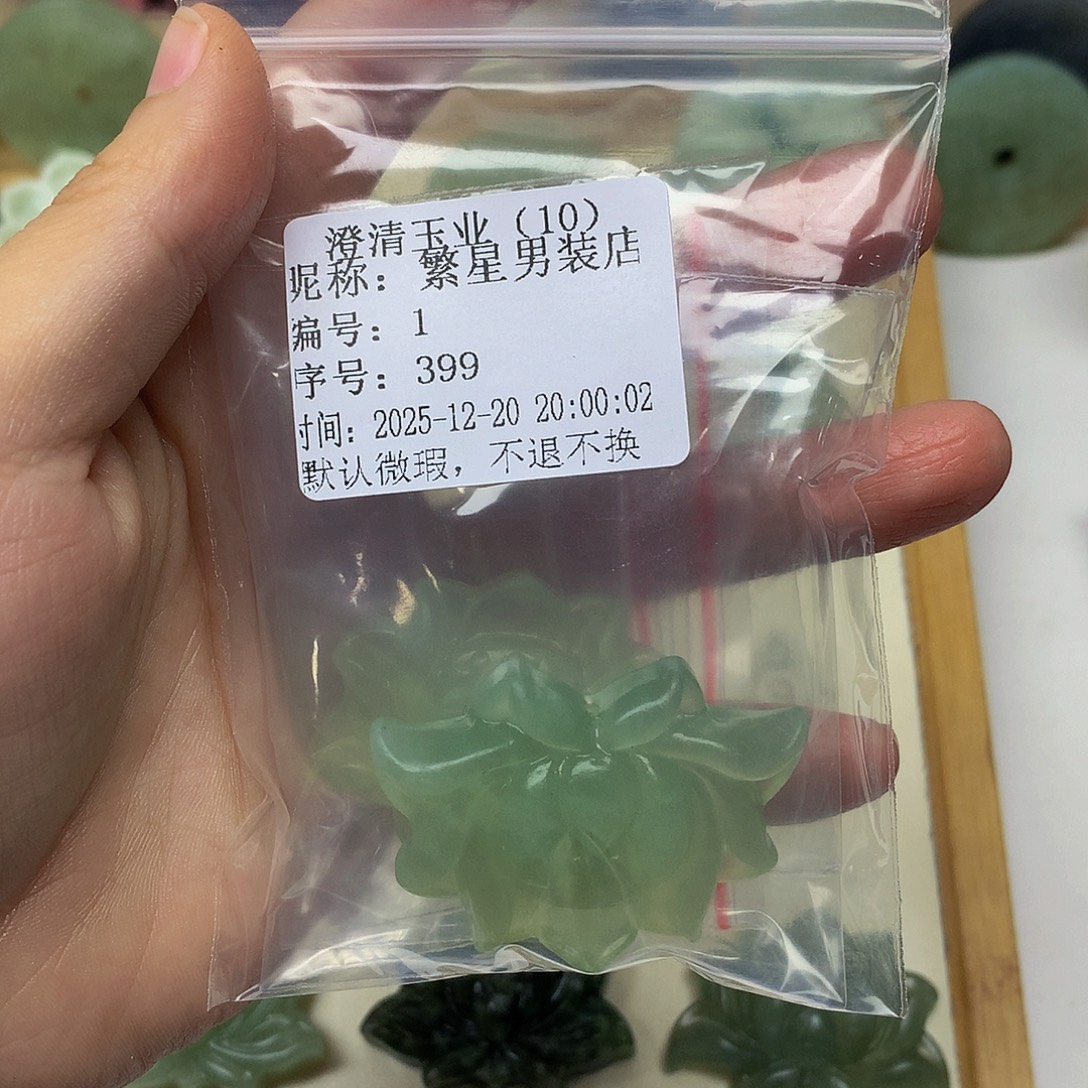 澄清玉业（10）
昵称：繁星男装店
编号：1
序号：399
时间：2025-12-20 20:00:02
默认微瑕，不退不换